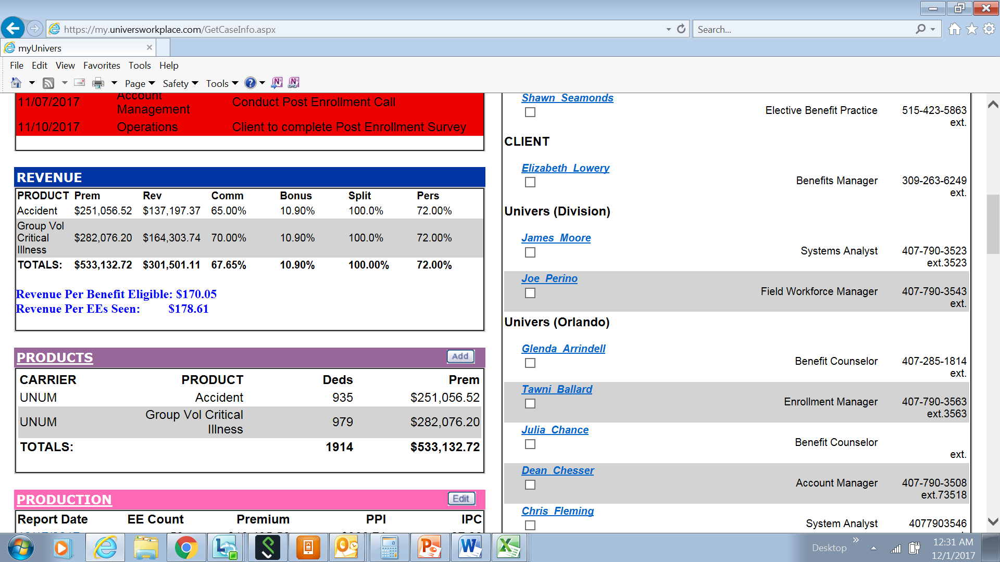 https://my.universworkplace.com/GetCaseInfo.aspx
Search...
myUnivers
File Edit View Favorites Tools Help
Page Safety Tools
11/07/2017 Account Management Conduct Post Enrollment Call
11/10/2017 Operations Client to complete Post Enrollment Survey
REVENUE
PRODUCT Prem Rev Comm Bonus Split Pers
Accident $251,056.52 $137,197.37 65.00% 10.90% 100.0% 72.00%
Group Vol Critical Illness $282,076.20 $164,303.74 70.00% 10.90% 100.0% 72.00%
TOTALS: $533,132.72 $301,501.11 67.65% 10.90% 100.00% 72.00%
Revenue Per Benefit Eligible: $170.05
Revenue Per EEs Seen: $178.61
PRODUCTS Add
CARRIER PRODUCT Deds Prem
UNUM Accident 935 $251,056.52
UNUM Group Vol Critical Illness 979 $282,076.20
TOTALS: 1914 $533,132.72
PRODUCTION Edit
Report Date EE Count Premium PPI IPC
Shawn Seamonds
Elective Benefit Practice 515-423-5863
ext.
CLIENT
Elizabeth Lowery
Benefits Manager 309-263-6249
ext.
Univers (Division)
James Moore
Systems Analyst 407-790-3523
ext.3523
Joe Perino
Field Workforce Manager 407-790-3543
ext.
Univers (Orlando)
Glenda Arrindell
Benefit Counselor 407-285-1814
ext.
Tawni Ballard
Enrollment Manager 407-790-3563
ext.3563
Julia Chance
Benefit Counselor
ext.
Dean Chesser
Account Manager 407-790-3508
ext.73518
Chris Fleming
System Analyst 4077903546
Desktop
12:31 AM
12/1/2017